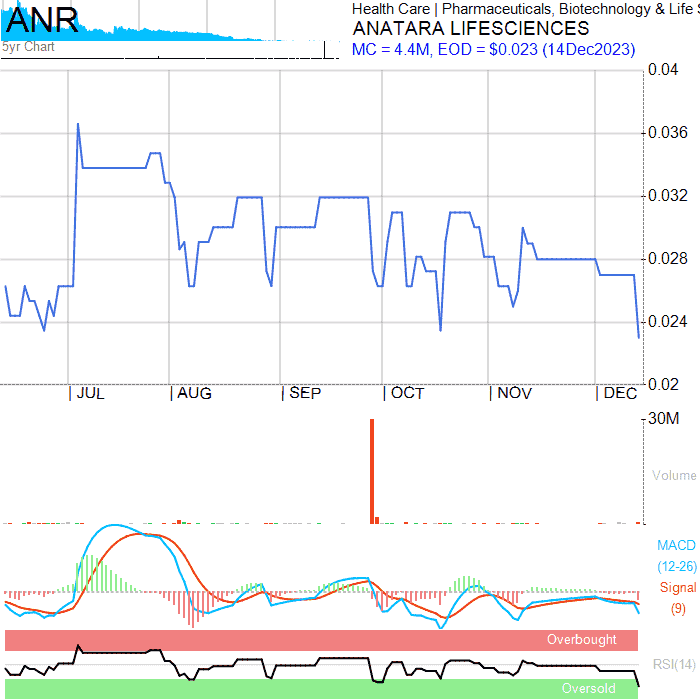 Health Care | Pharmaceuticals, Biotechnology & Life S
ANR
ANATARA LIFESCIENCES
5yr Chart
MC = 4.4M, EOD = $0.023 (14Dec2023)
0.04
0.036
0.032
0.028
0.024
0.02
JUL AUG SEP OCT NOV DEC
30M
Volume
MACD
(12-26)
Signal
(9)
Overbought
RSI(14)
Oversold